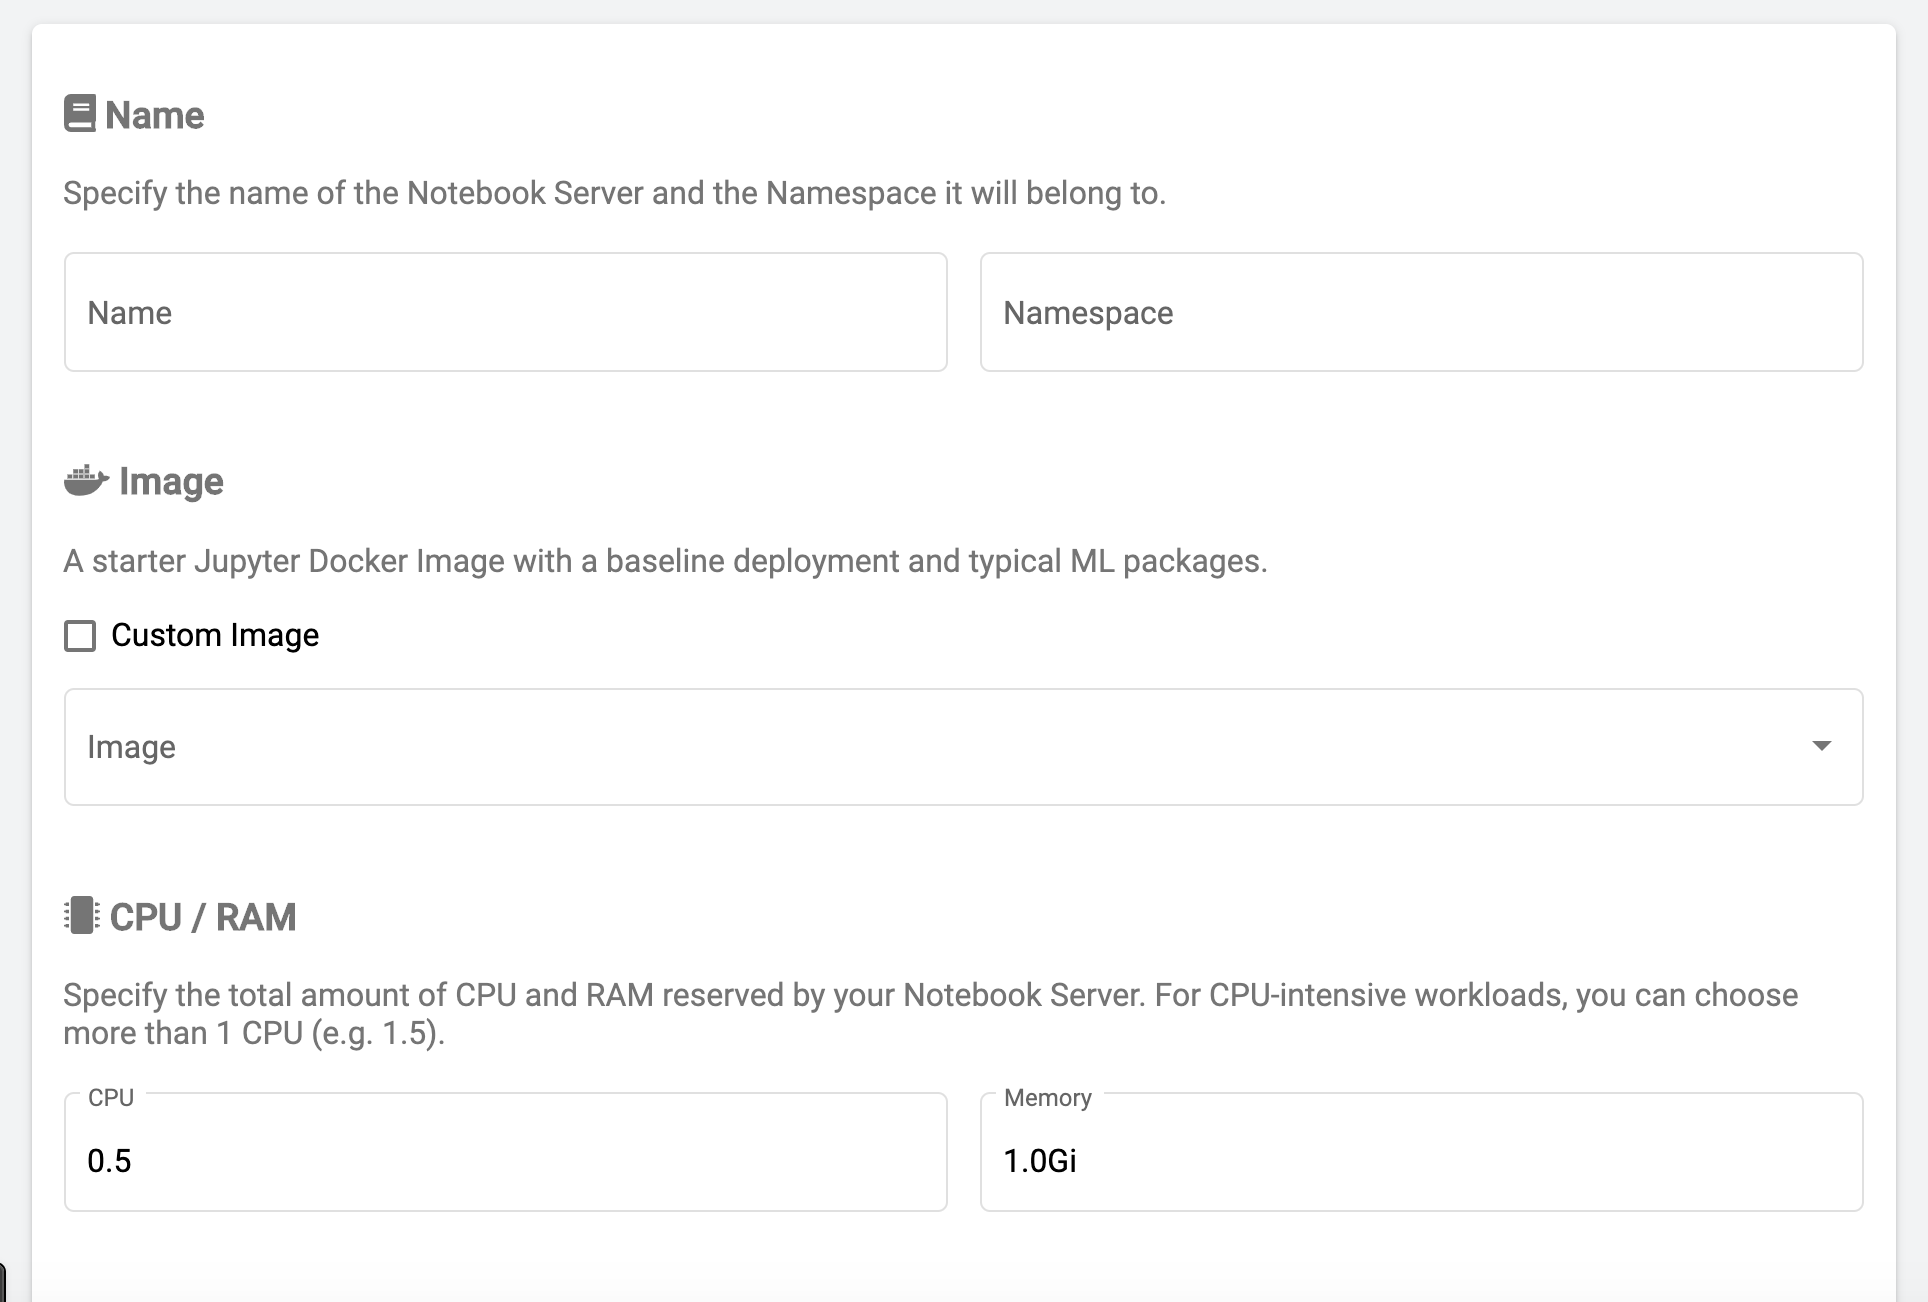 Name
Specify the name of the Notebook Server and the Namespace it will belong to.
Name
Namespace
Image
A starter Jupyter Docker Image with a baseline deployment and typical ML packages.
Custom Image
Image
CPU / RAM
Specify the total amount of CPU and RAM reserved by your Notebook Server. For CPU-intensive workloads, you can choose
more than 1 CPU (e.g. 1.5).
CPU
0.5
Memory
1.0Gi